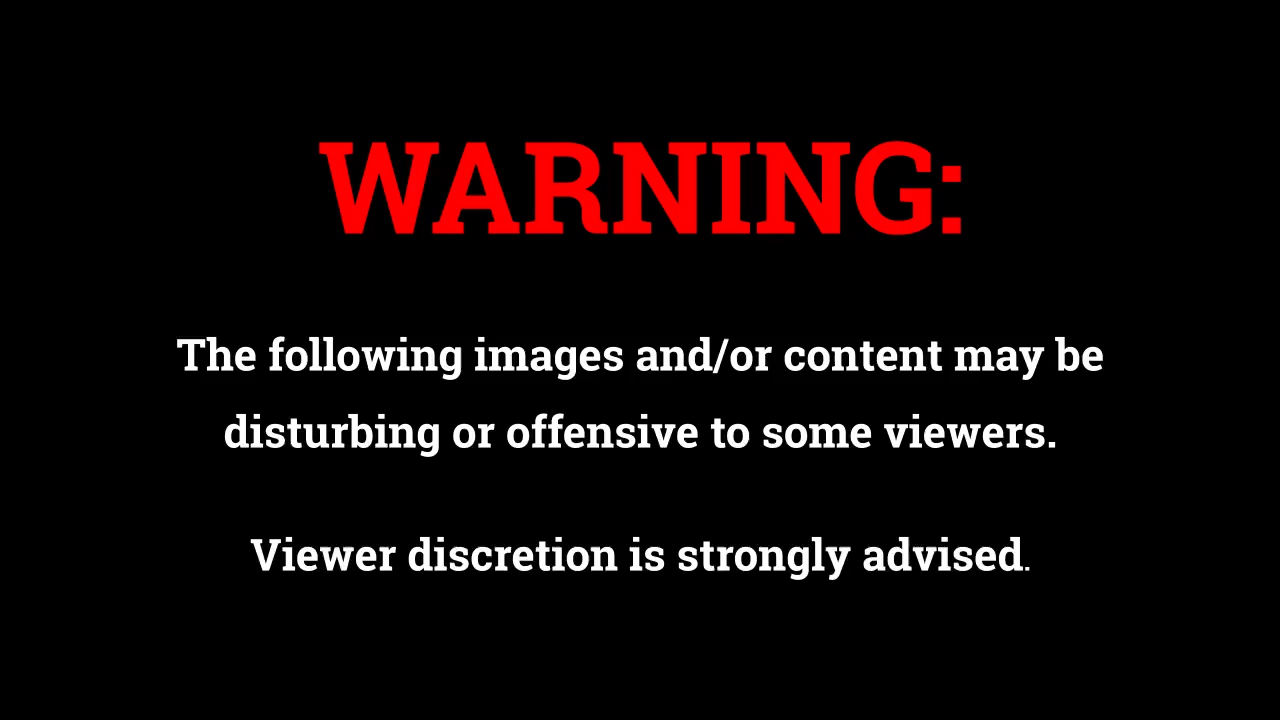 WARNING:
The following images and/or content may be
disturbing or offensive to some viewers.
Viewer discretion is strongly advised.